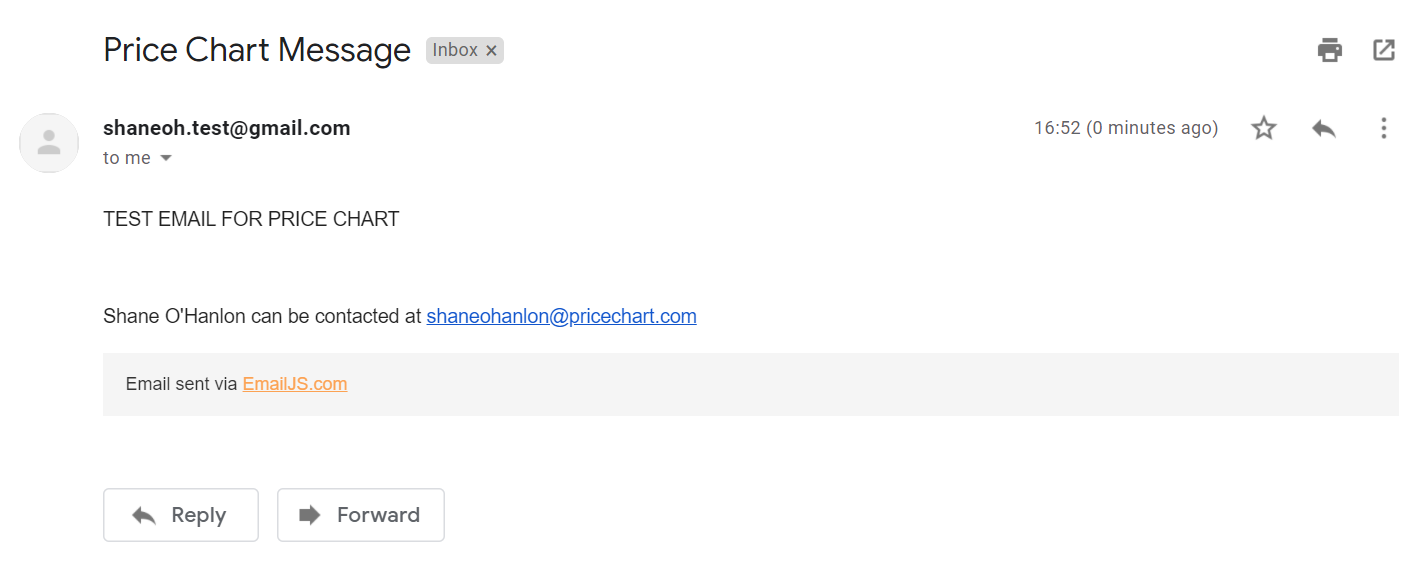 Price Chart Message Inbox ×
shaneoh.test@gmail.com 16:52 (0 minutes ago)
to me
TEST EMAIL FOR PRICE CHART
Shane O'Hanlon can be contacted at shaneohanlon@pricechart.com
Email sent via EmailJS.com
Reply Forward